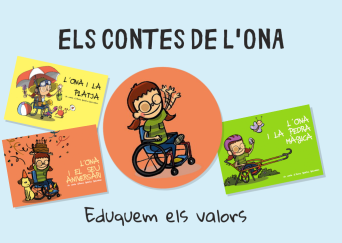 ELS CONTES DE L'ONA
L'ONA I LA
PLATJA
L'ONA
I LA PEDRA
MÀGICA
L'ONA
I EL SEU
ANIVERSARI
Eduquem els valors